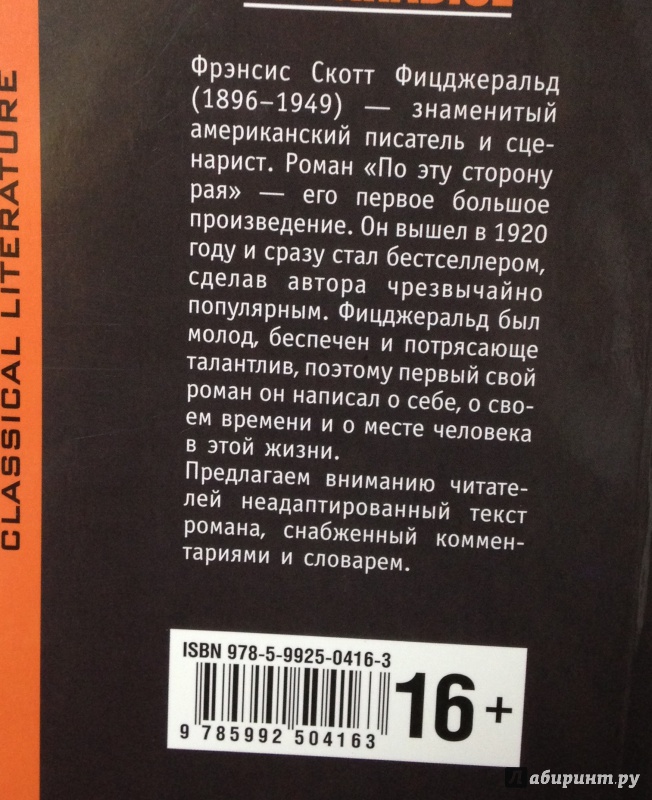 Фрэнсис Скотт Фицджеральд
(1896–1949) — знаменитый
американский писатель и сце-
нарист. Роман «По эту сторону
рая» — его первое большое
произведение. Он вышел в 1920
году и сразу стал бестселлером,
сделав автора чрезвычайно
популярным. Фицджеральд был
молод, беспечен и потрясающе
талантлив, поэтому первый свой
роман он написал о себе, о сво-
ем времени и о месте человека
в этой жизни.
Предлагаем вниманию читате-
лей неадаптированный текст
романа, снабженный коммен-
тариями и словарем.
CLASSICAL LITERATURE
ISBN 978-5-9925-0416-3
16+
9 785992 504163
Лабиринт.ру